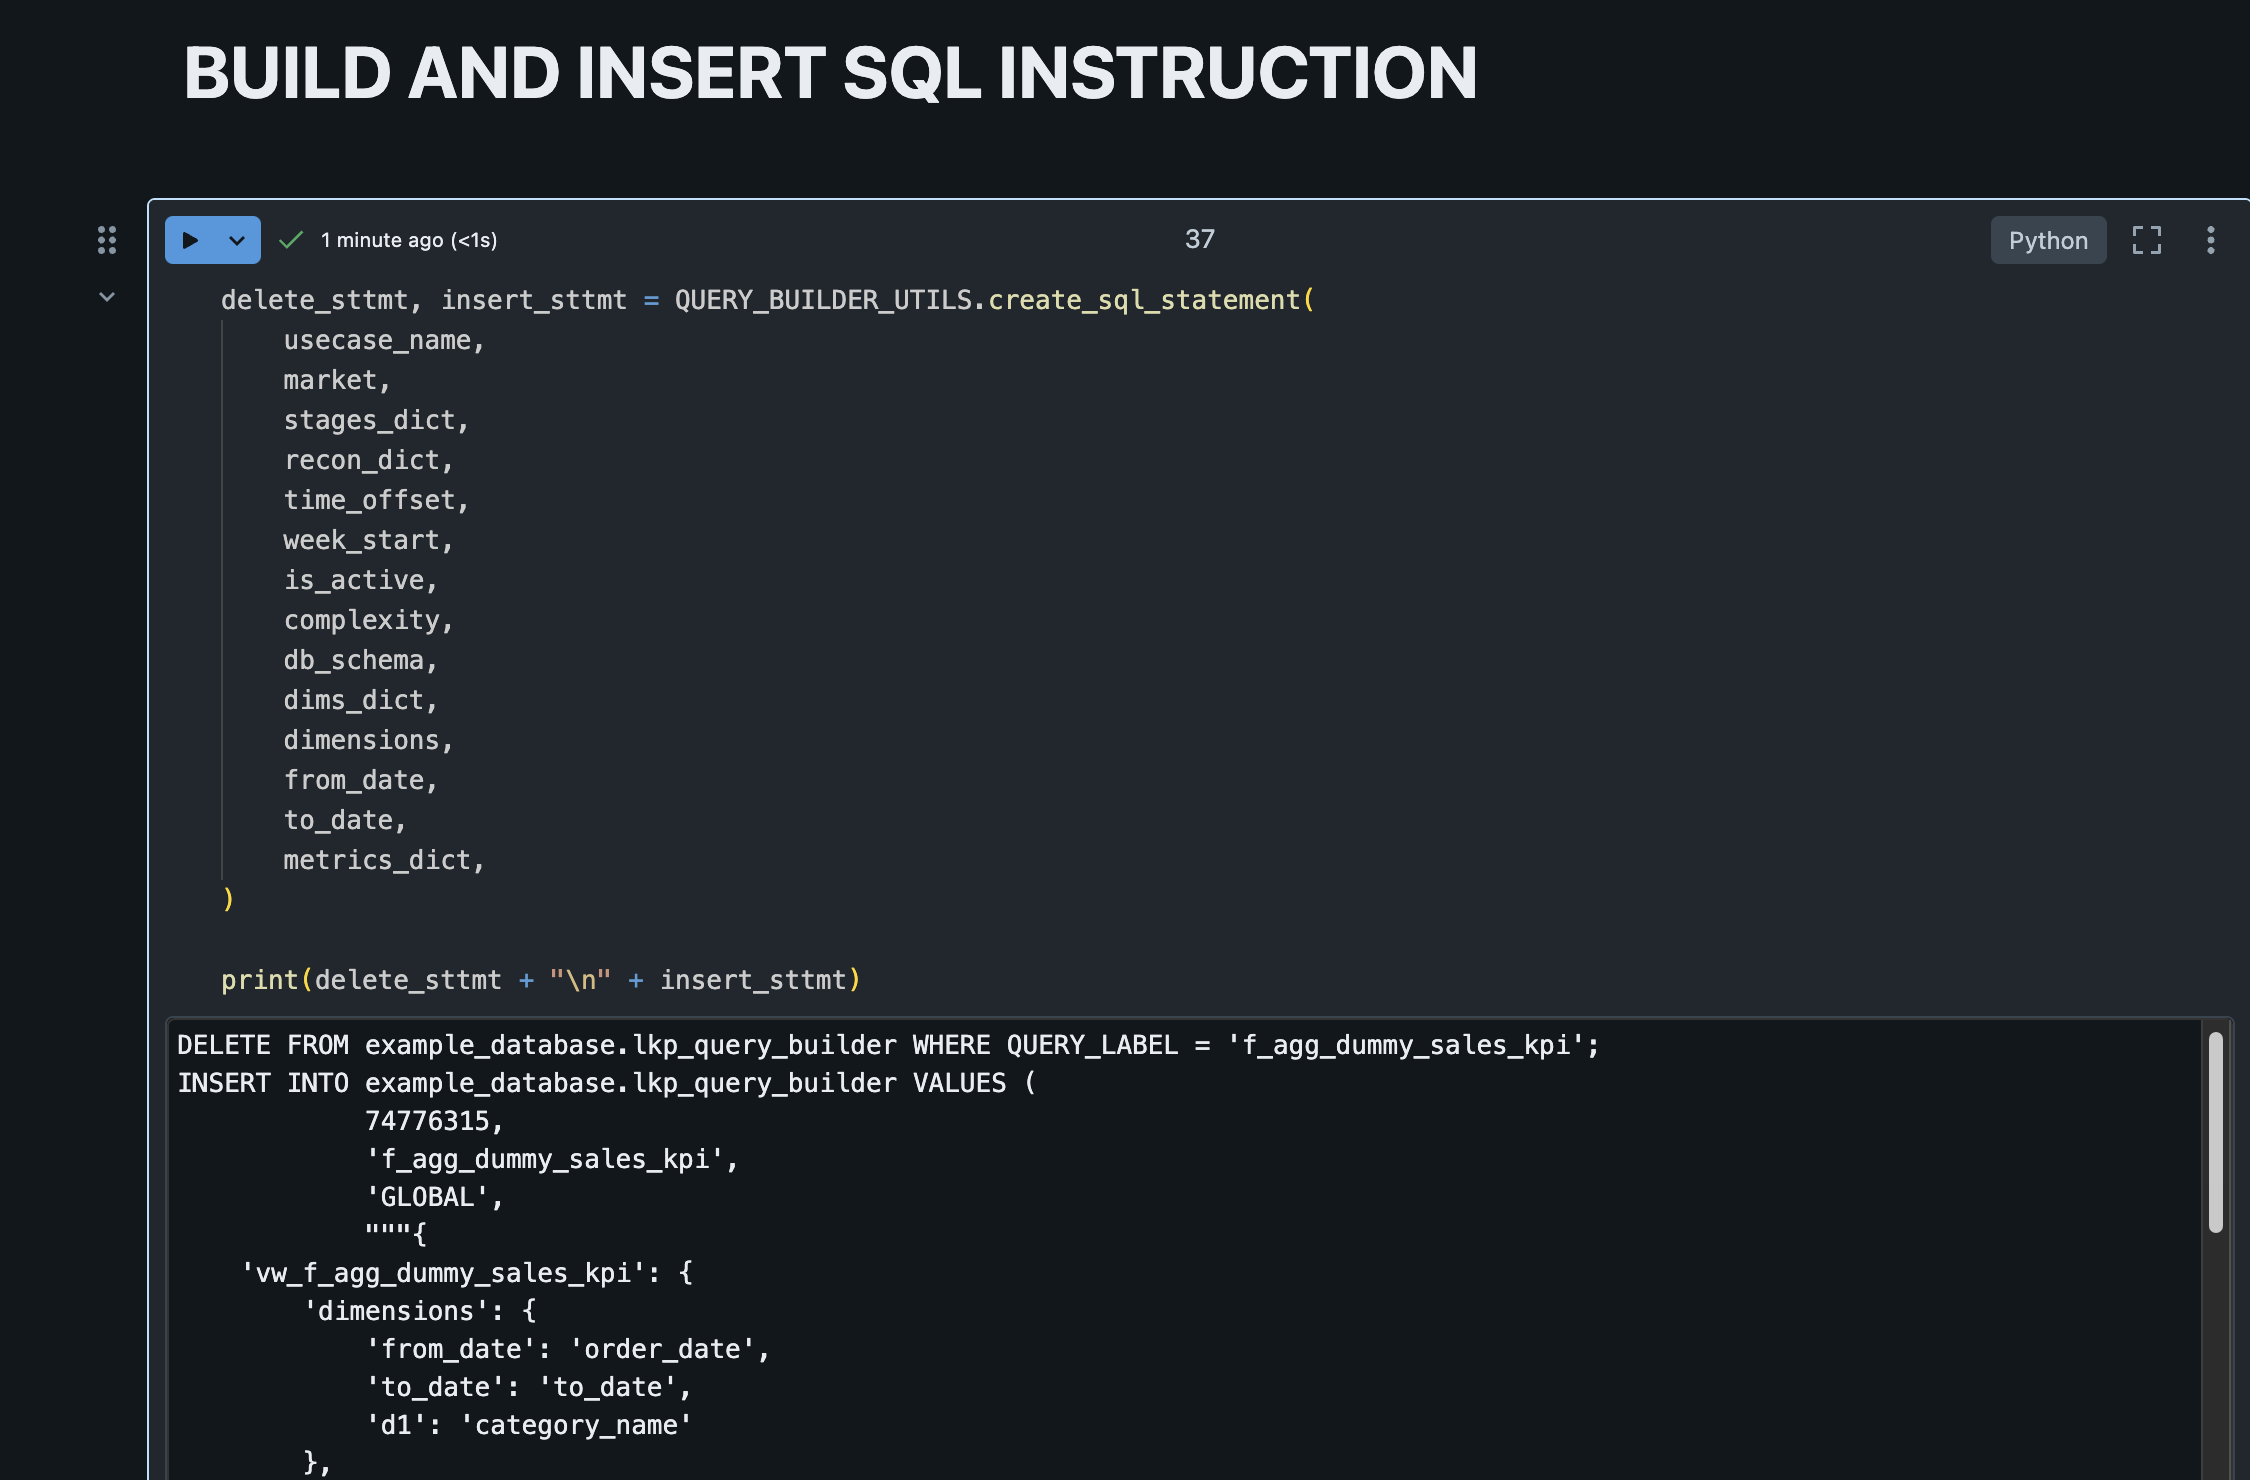 BUILD AND INSERT SQL INSTRUCTION
1 minute ago (<1s)
37
Python
delete_sttmt, insert_sttmt = QUERY_BUILDER_UTILS.create_sql_statement(
    usecase_name,
    market,
    stages_dict,
    recon_dict,
    time_offset,
    week_start,
    is_active,
    complexity,
    db_schema,
    dims_dict,
    dimensions,
    from_date,
    to_date,
    metrics_dict,
)
print(delete_sttmt + "\n" + insert_sttmt)
DELETE FROM example_database.lkp_query_builder WHERE QUERY_LABEL = 'f_agg_dummy_sales_kpi';
INSERT INTO example_database.lkp_query_builder VALUES (
            74776315,
            'f_agg_dummy_sales_kpi',
            'GLOBAL',
            """{
    'vw_f_agg_dummy_sales_kpi': {
        'dimensions': {
            'from_date': 'order_date',
            'to_date': 'to_date',
            'd1': 'category_name'
        },